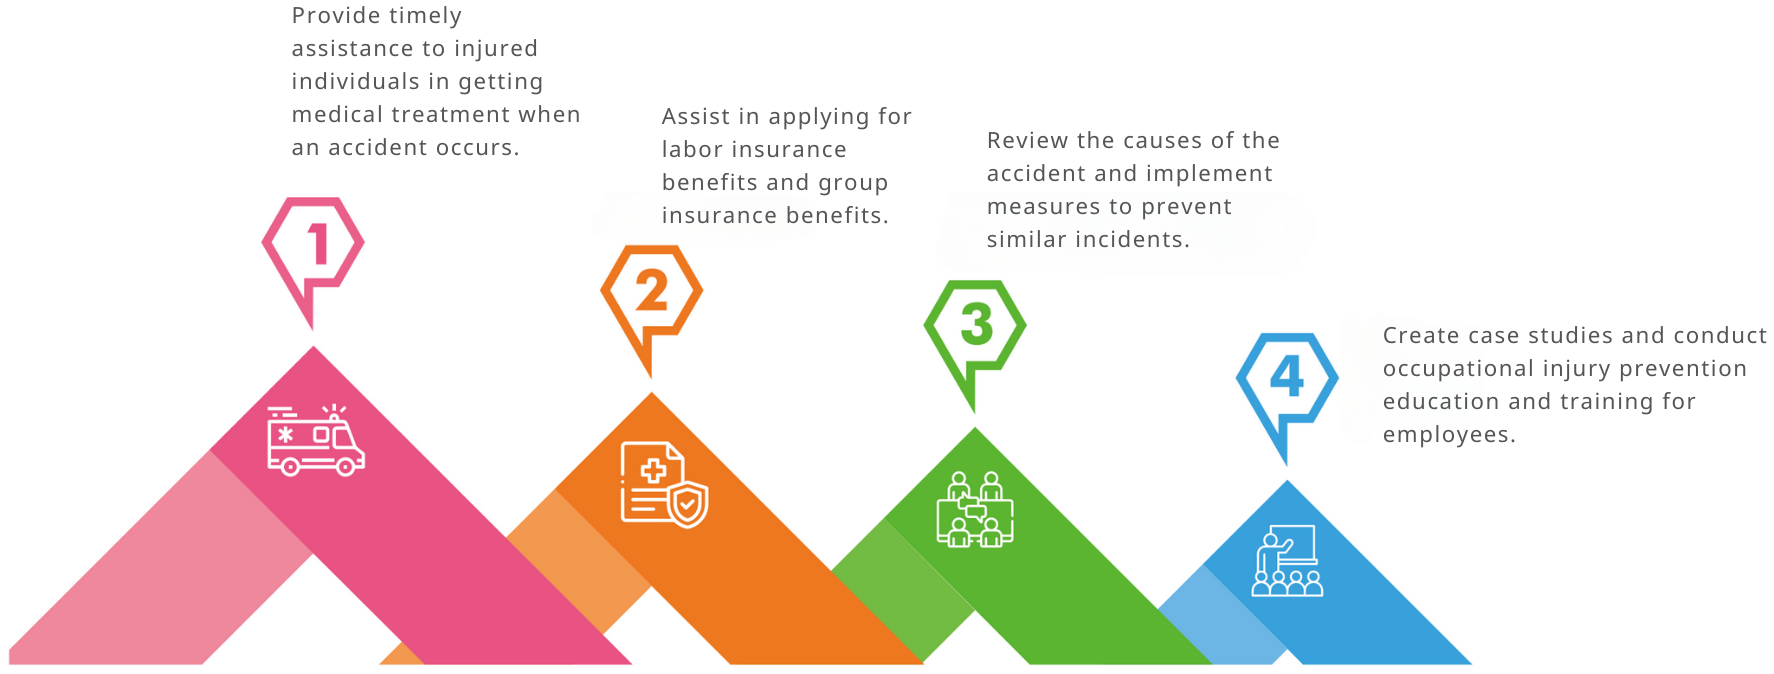 Provide timely
assistance to injured
individuals in getting
medical treatment when
an accident occurs.
1
Assist in applying for
labor insurance
benefits and group
insurance benefits.
2
Review the causes of the
accident and implement
measures to prevent
similar incidents.
3
Create case studies and conduct
occupational injury prevention
education and training for
employees.
4